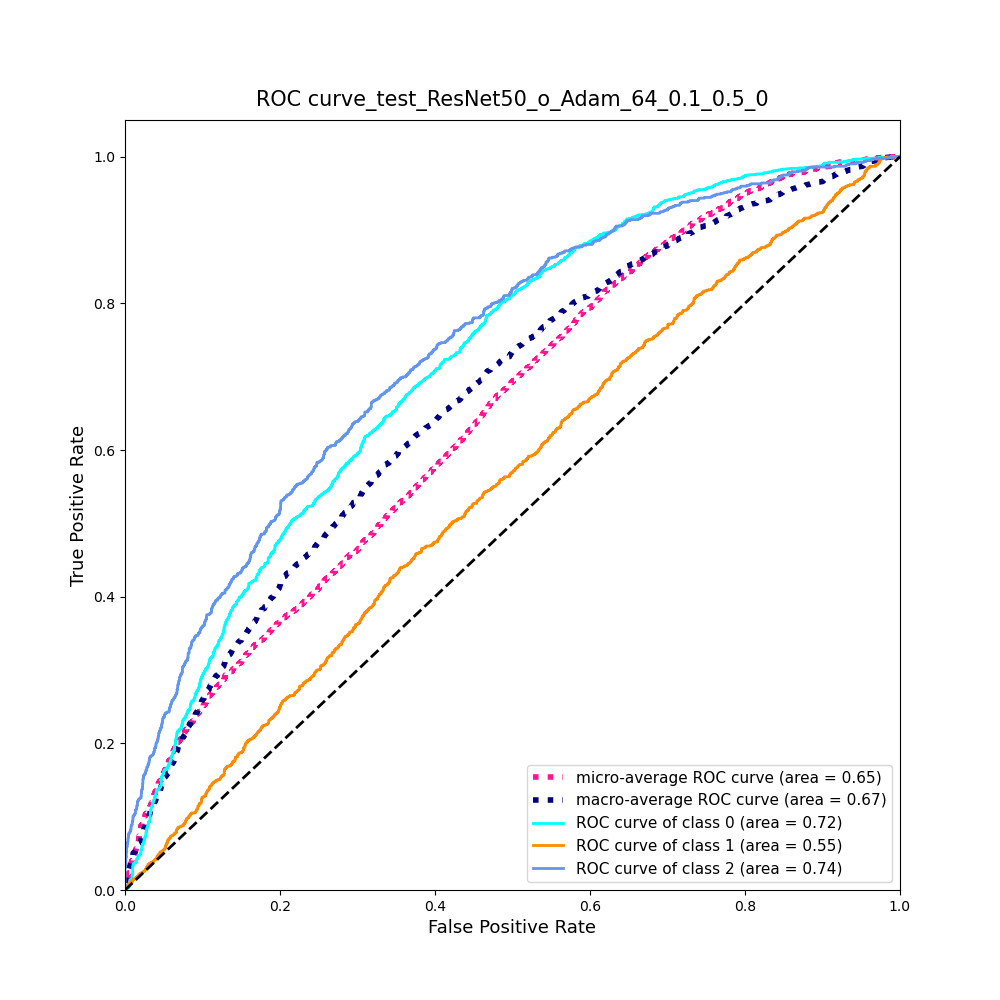 ROC curve_test_ResNet50_o_Adam_64_0.1_0.5_0
True Positive Rate
1.0
0.8
0.6
0.4
0.2
0.0
micro-average ROC curve (area = 0.65)
macro-average ROC curve (area = 0.67)
ROC curve of class 0 (area = 0.72)
ROC curve of class 1 (area = 0.55)
ROC curve of class 2 (area = 0.74)
0.0 0.2 0.4 0.6 0.8 1.0
False Positive Rate